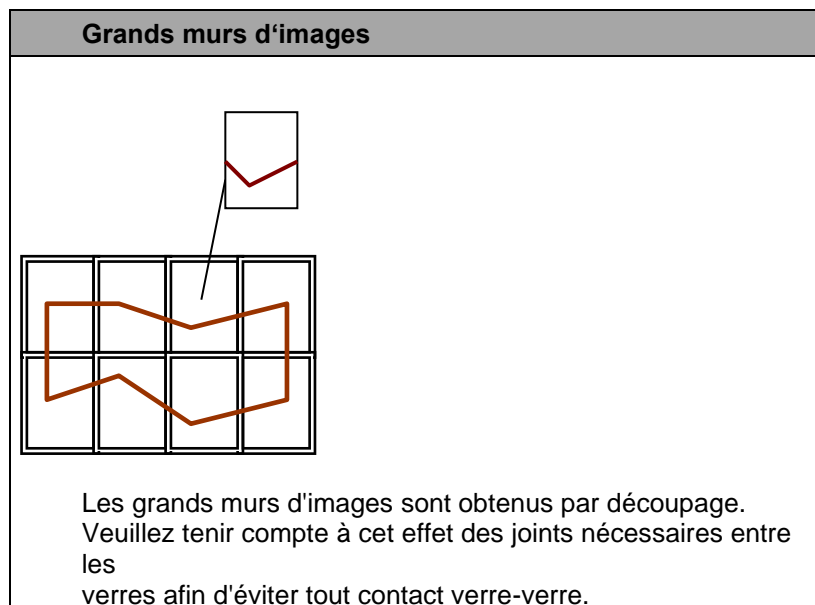 Grands murs d‘images
Les grands murs d'images sont obtenus par découpage.
Veuillez tenir compte à cet effet des joints nécessaires entre
les
verres afin d'éviter tout contact verre-verre.